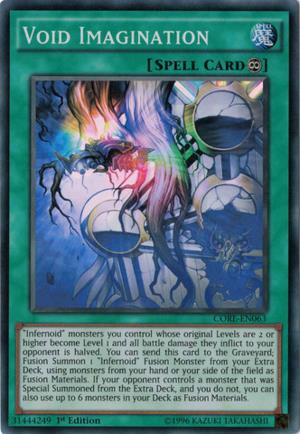 VOID IMAGINATION
[SPELL CARD]
CORE-EN063
"Infernoid" monsters you control whose original Levels are 2 or
higher become Level 1 and all battle damage they inflict to your
opponent is halved. You can send this card to the Graveyard;
Fusion Summon 1 "Infernoid" Fusion Monster from your Extra
Deck, using monsters from your hand or your side of the field as
Fusion Materials. If your opponent controls a monster that was
Special Summoned from the Extra Deck, and you do not, you can
also use up to 6 monsters in your Deck as Fusion Materials.
31444249 1st Edition ©1996 KAZUKI TAKAHASHI